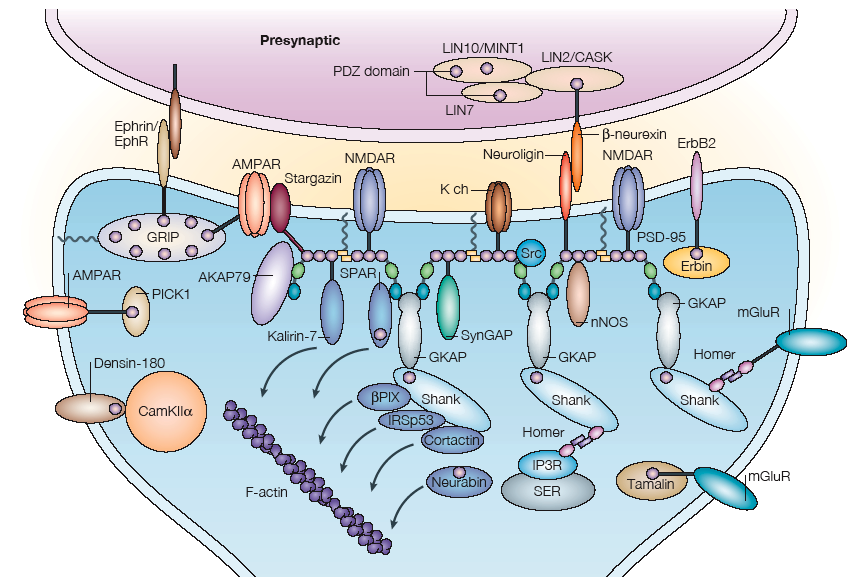 Presynaptic
LIN10/MINT1
LIN2/CASK
PDZ domain
LIN7
Ephrin/
EphR
β-neurexin
ErbB2
AMPAR
Stargazin
NMDAR
Neuroligin
NMDAR
K ch
GRIP
PSD-95
Src
Erbin
AMPAR
AKAP79
SPAR
PICK1
GKAP
mGluR
Kalirin-7
SynGAP
nNOS
GKAP
GKAP
Homer
Densin-180
CamKIIα
βPIX
Shank
Shank
Shank
IRSp53
Cortactin
Homer
F-actin
Neurabin
IP3R
SER
Tamalin
mGluR